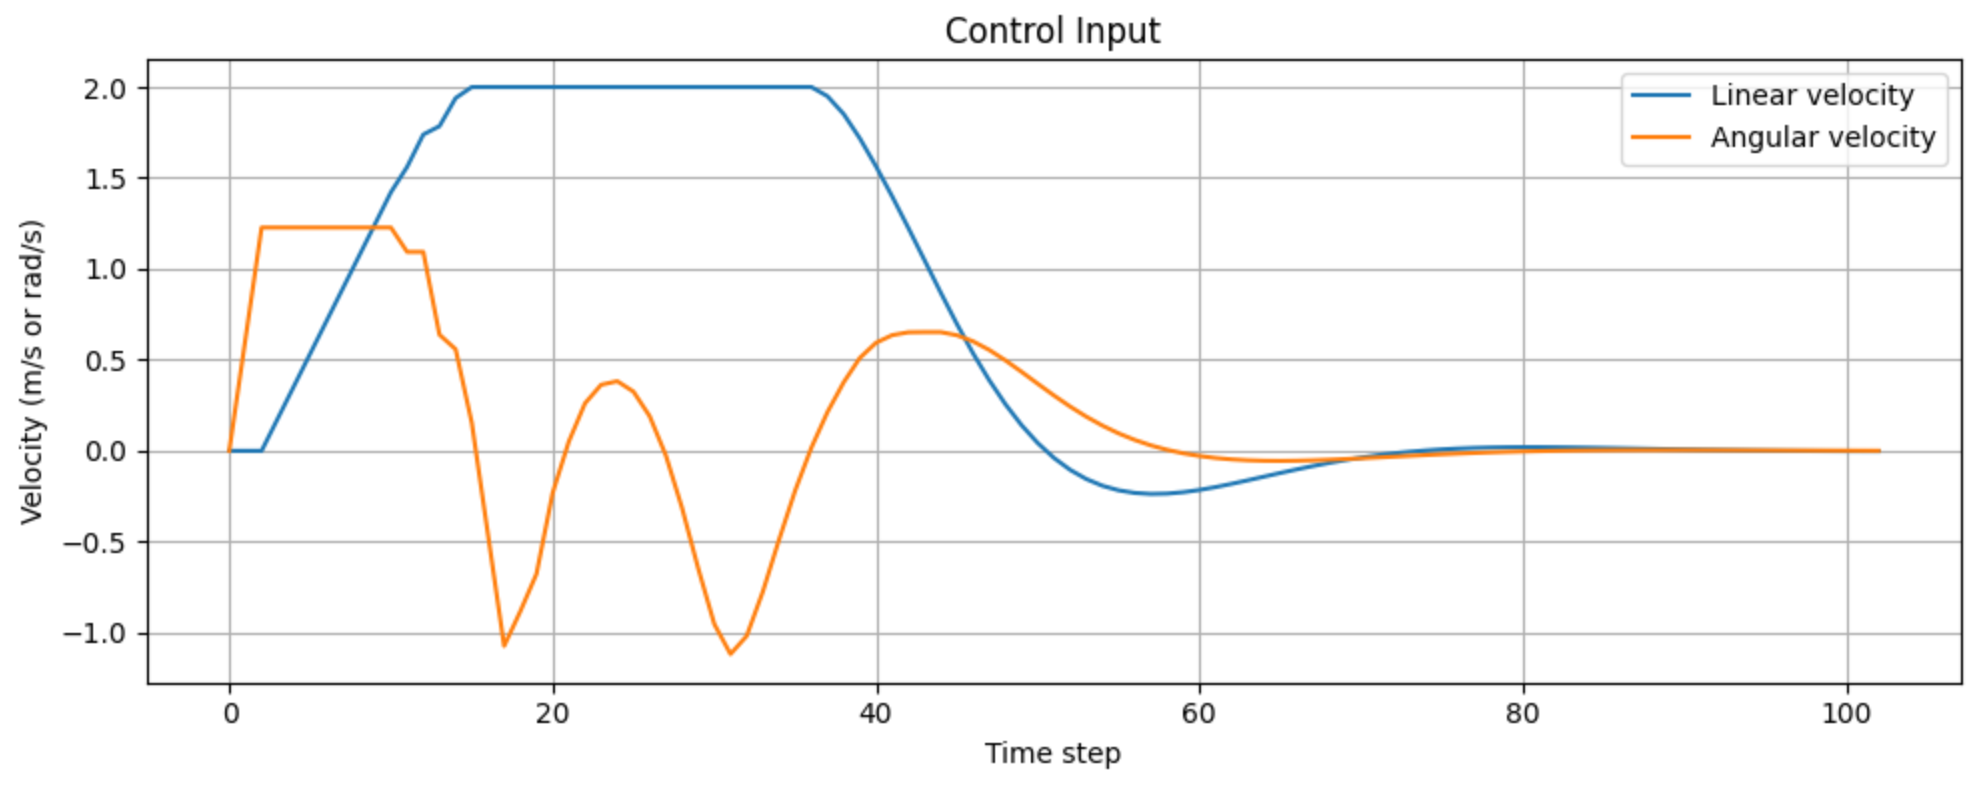 Control Input
Linear velocity
Angular velocity
Velocity (m/s or rad/s)
2.0
1.5
1.0
0.5
0.0
−0.5
−1.0
0 20 40 60 80 100
Time step